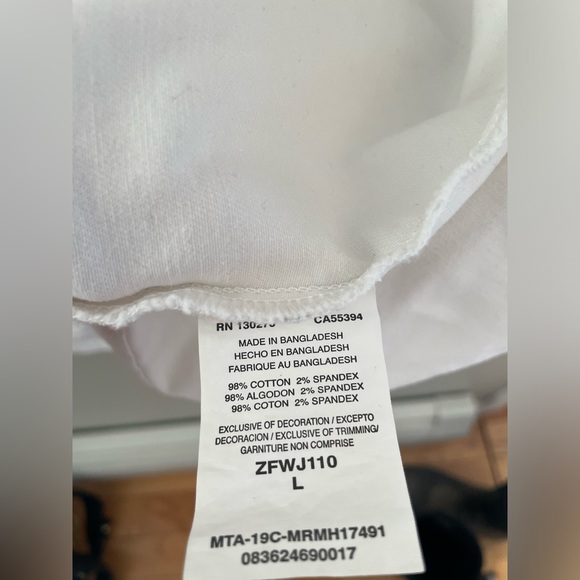 RN 130275 CA55394
MADE IN BANGLADESH
HECHO EN BANGLADESH
FABRIQUE AU BANGLADESH
98% COTTON 2% SPANDEX
98% ALGODON 2% SPANDEX
98% COTON 2% SPANDEX
EXCLUSIVE OF DECORATION / EXCEPTO
DECORACION / EXCLUSIVE OF TRIMMING/
GARNITURE NON COMPRISE
ZFWJ110
L
MTA-19C-MRMH17491
083624690017